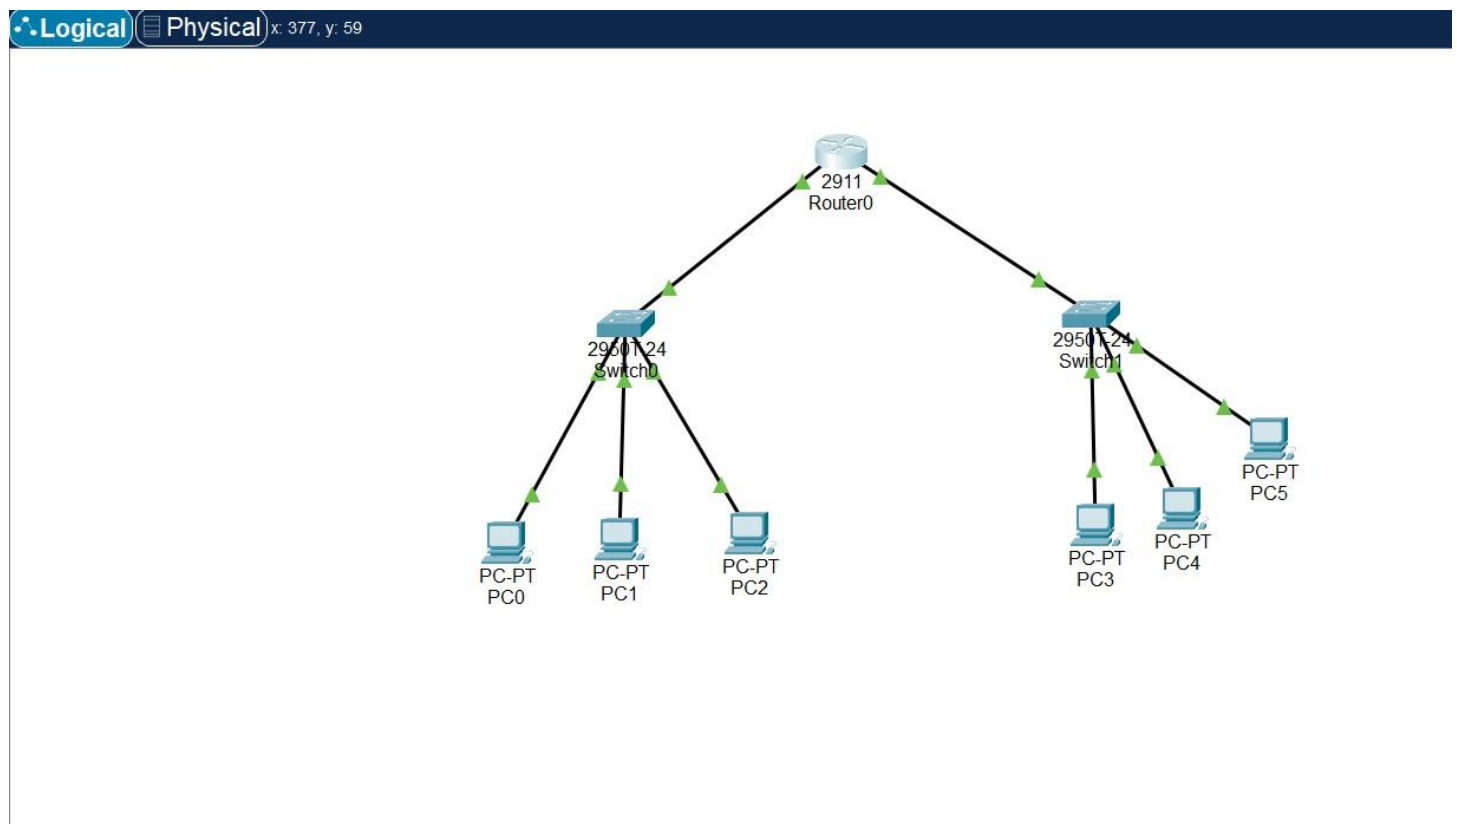 Logical Physical x: 377, y: 59
2911
Router0
2950T-24
Switch0
2950T-24
Switch1
PC-PT
PC0
PC-PT
PC1
PC-PT
PC2
PC-PT
PC3
PC-PT
PC4
PC-PT
PC5